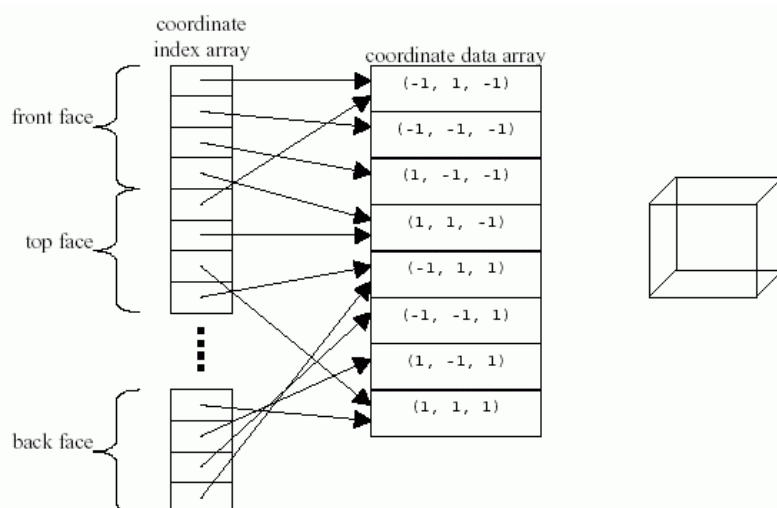 coordinate
index array
coordinate data array
front face
top face
back face
(-1, 1, -1)
(-1, -1, -1)
(1, -1, -1)
(1, 1, -1)
(-1, 1, 1)
(-1, -1, 1)
(1, -1, 1)
(1, 1, 1)